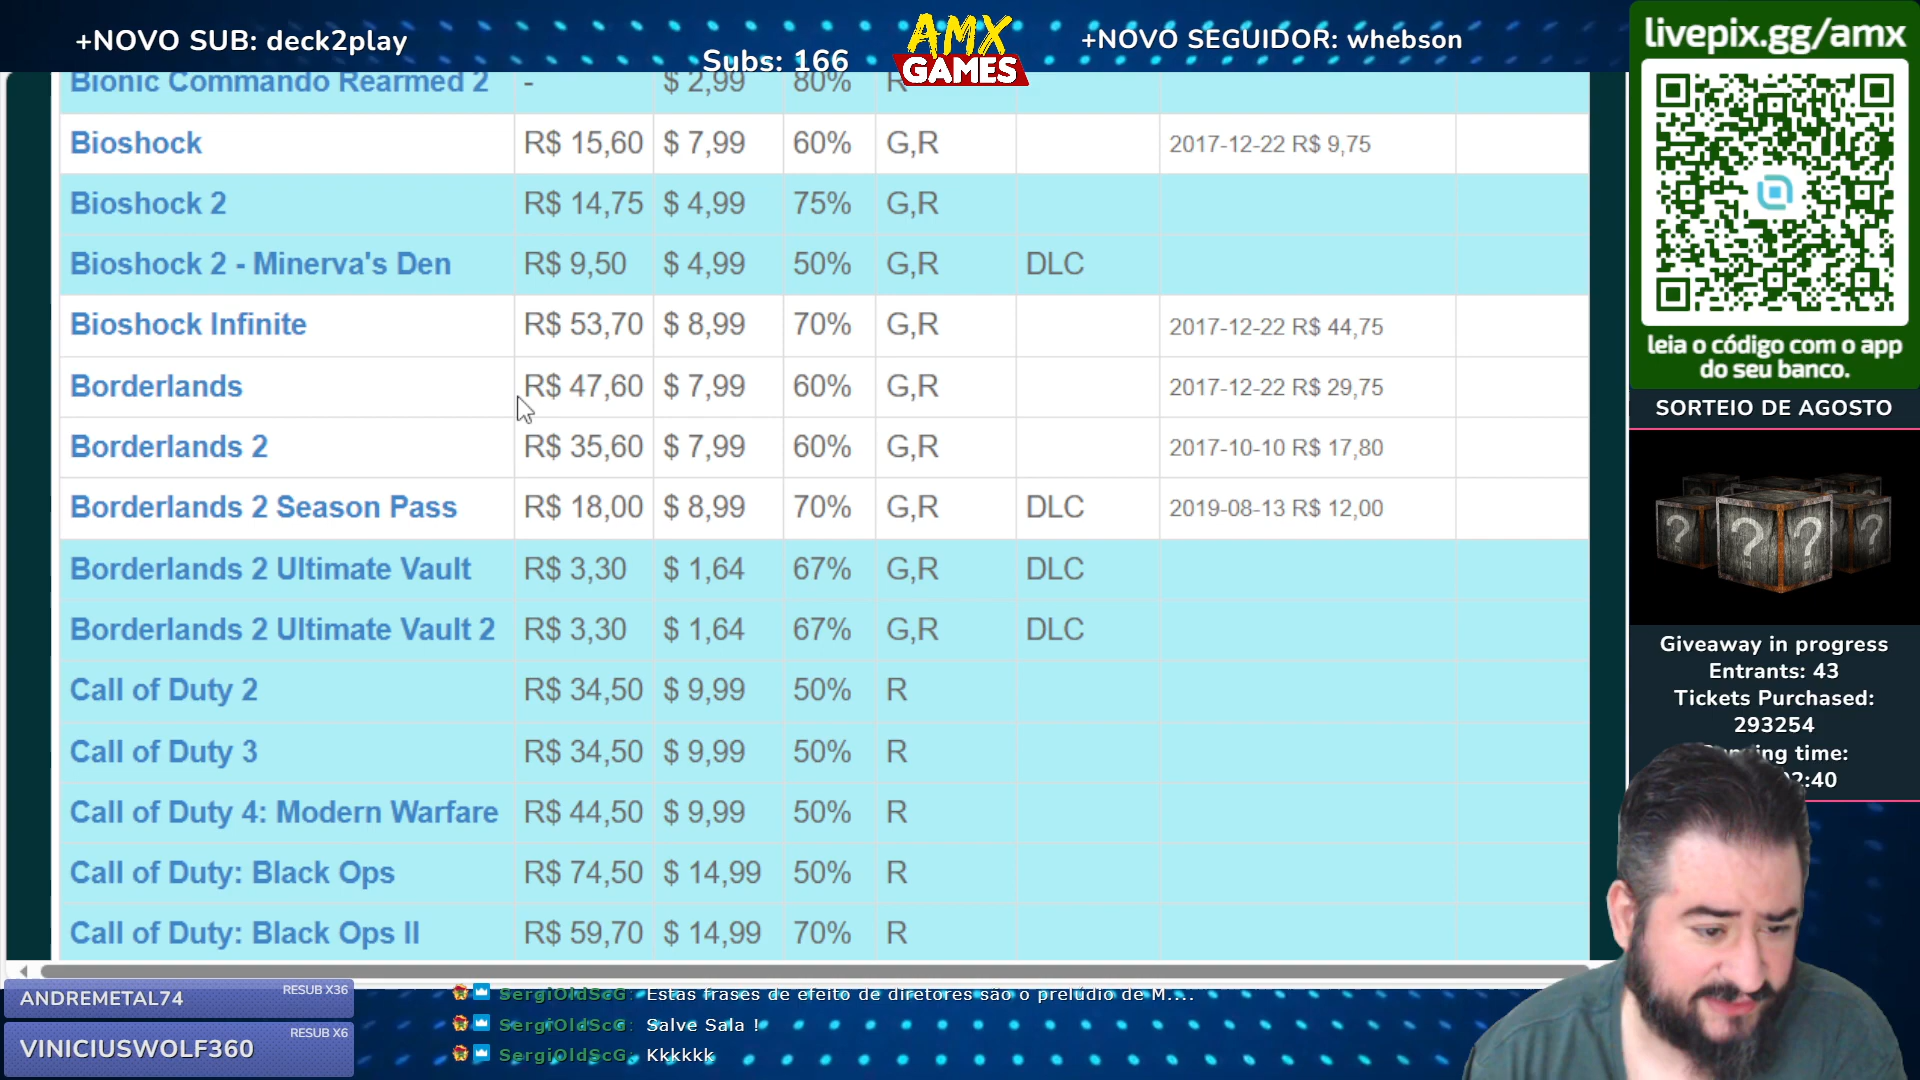 +NOVO SUB: deck2play
Subs: 166
AMX
GAMES
+NOVO SEGUIDOR: whebson
livepix.gg/amx
leia o código com o app
do seu banco.
Bionic Commando Rearmed 2 - $ 2,99 80% R
Bioshock R$ 15,60 $ 7,99 60% G,R 2017-12-22 R$ 9,75
Bioshock 2 R$ 14,75 $ 4,99 75% G,R
Bioshock 2 - Minerva's Den R$ 9,50 $ 4,99 50% G,R DLC
Bioshock Infinite R$ 53,70 $ 8,99 70% G,R 2017-12-22 R$ 44,75
Borderlands R$ 47,60 $ 7,99 60% G,R 2017-12-22 R$ 29,75
Borderlands 2 R$ 35,60 $ 7,99 60% G,R 2017-10-10 R$ 17,80
Borderlands 2 Season Pass R$ 18,00 $ 8,99 70% G,R DLC 2019-08-13 R$ 12,00
Borderlands 2 Ultimate Vault R$ 3,30 $ 1,64 67% G,R DLC
Borderlands 2 Ultimate Vault 2 R$ 3,30 $ 1,64 67% G,R DLC
Call of Duty 2 R$ 34,50 $ 9,99 50% R
Call of Duty 3 R$ 34,50 $ 9,99 50% R
Call of Duty 4: Modern Warfare R$ 44,50 $ 9,99 50% R
Call of Duty: Black Ops R$ 74,50 $ 14,99 50% R
Call of Duty: Black Ops II R$ 59,70 $ 14,99 70% R
SORTEIO DE AGOSTO
? ? ? ?
Giveaway in progress
Entrants: 43
Tickets Purchased:
293254
time:
2:40
ANDREMETAL74 RESUB X36
VINICIUSWOLF360 RESUB X6
SergiOldScG: Estas frases de efeito de diretores são o prelúdio de M....
SergiOldScG: Salve Sala !
SergiOldScG: Kkkkkk